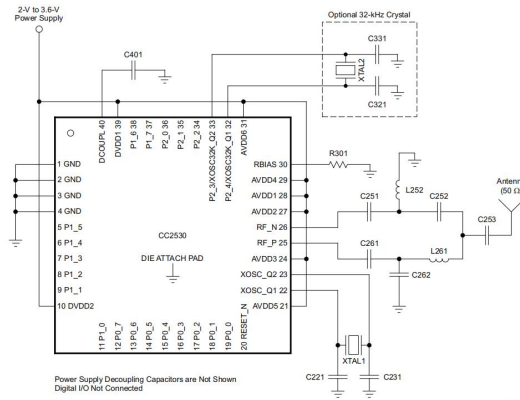 Optional 32-kHz Crystal
2-V to 3.6-V
Power Supply
C401
C331
XTAL2
C321
DCOUPL 40
DVDD1 39
P1_6 38
P1_7 37
P2_0 36
P2_1 35
P2_2 34
P2_3/XOSC32K_Q2 33
P2_4/XOSC32K_Q1 32
AVDD6 31
1 GND
2 GND
3 GND
4 GND
5 P1_5
6 P1_4
7 P1_3
8 P1_2
9 P1_1
10 DVDD2
CC2530
DIE ATTACH PAD
RBIAS 30
AVDD4 29
AVDD1 28
AVDD2 27
RF_N 26
RF_P 25
AVDD3 24
XOSC_Q2 23
XOSC_Q1 22
AVDD5 21
11 P1_0
12 P0_7
13 P0_6
14 P0_5
15 P0_4
16 P0_3
17 P0_2
18 P0_1
19 P0_0
20 RESET_N
R301
L252
C251
C252
Antenn
(50 Ω
C253
C261
L261
C262
XTAL1
C221
C231
Power Supply Decoupling Capacitors are Not Shown
Digital I/O Not Connected